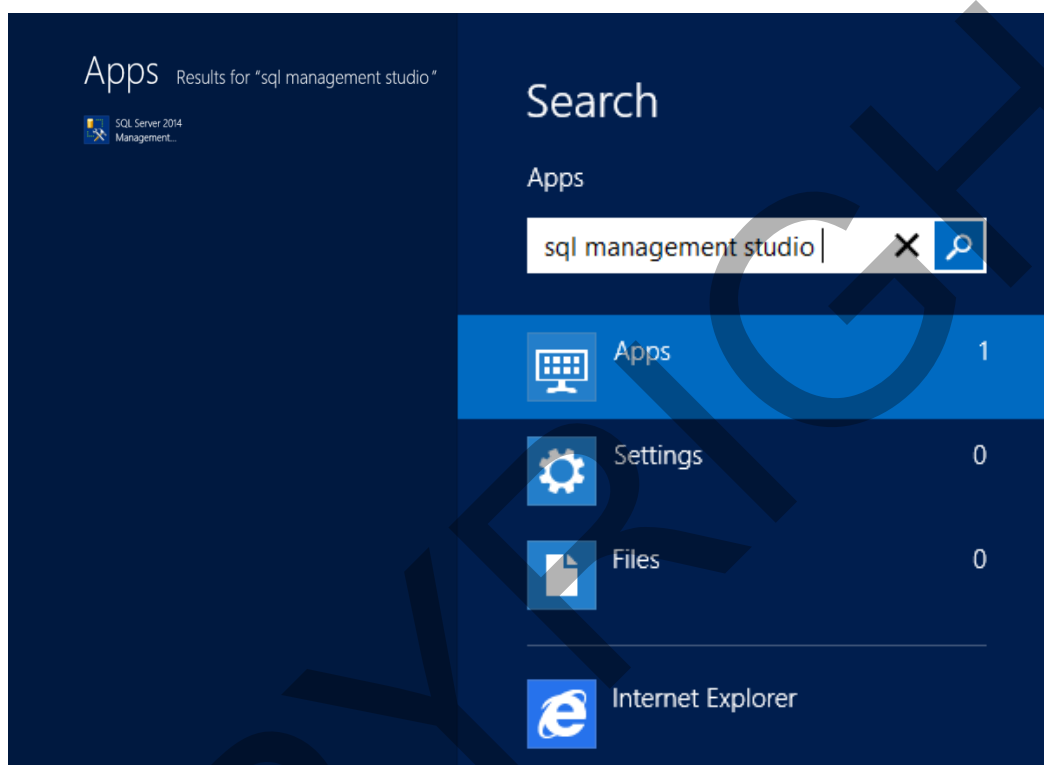 Apps Results for "sql management studio "
SQL Server 2014
Management...
Search
Apps
sql management studio
Apps 1
Settings 0
Files 0
Internet Explorer